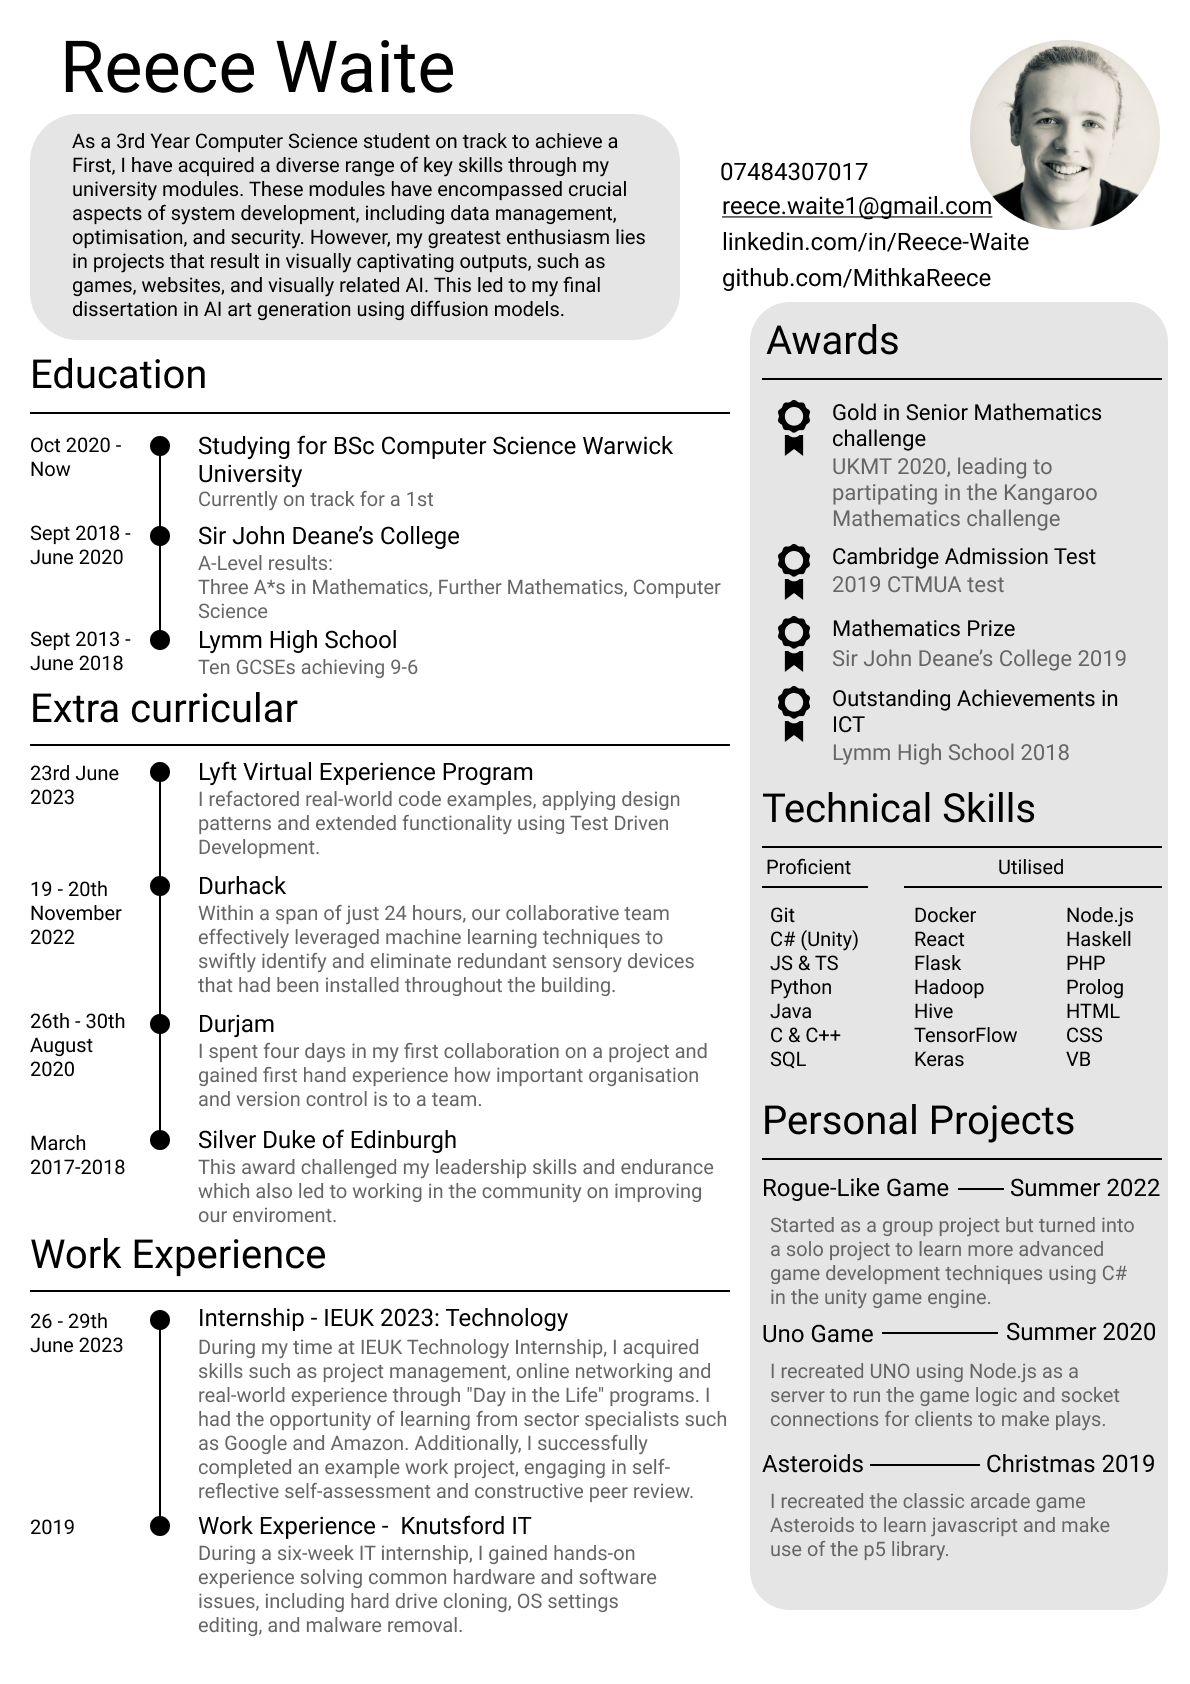 Reece Waite
As a 3rd Year Computer Science student on track to achieve a
First, I have acquired a diverse range of key skills through my
university modules. These modules have encompassed crucial
aspects of system development, including data management,
optimisation, and security. However, my greatest enthusiasm lies
in projects that result in visually captivating outputs, such as
games, websites, and visually related AI. This led to my final
dissertation in AI art generation using diffusion models.
07484307017
reece.waite1@gmail.com
linkedin.com/in/Reece-Waite
github.com/MithkaReece
Education
Oct 2020 -
Now
Studying for BSc Computer Science Warwick
University
Currently on track for a 1st
Sept 2018 -
June 2020
Sir John Deane’s College
A-Level results:
Three A*s in Mathematics, Further Mathematics, Computer
Science
Sept 2013 -
June 2018
Lymm High School
Ten GCSEs achieving 9-6
Extra curricular
23rd June
2023
Lyft Virtual Experience Program
I refactored real-world code examples, applying design
patterns and extended functionality using Test Driven
Development.
19 - 20th
November
2022
Durhack
Within a span of just 24 hours, our collaborative team
effectively leveraged machine learning techniques to
swiftly identify and eliminate redundant sensory devices
that had been installed throughout the building.
26th - 30th
August
2020
Durjam
I spent four days in my first collaboration on a project and
gained first hand experience how important organisation
and version control is to a team.
March
2017-2018
Silver Duke of Edinburgh
This award challenged my leadership skills and endurance
which also led to working in the community on improving
our enviroment.
Work Experience
26 - 29th
June 2023
Internship - IEUK 2023: Technology
During my time at IEUK Technology Internship, I acquired
skills such as project management, online networking and
real-world experience through "Day in the Life" programs. I
had the opportunity of learning from sector specialists such
as Google and Amazon. Additionally, I successfully
completed an example work project, engaging in self-
reflective self-assessment and constructive peer review.
2019
Work Experience - Knutsford IT
During a six-week IT internship, I gained hands-on
experience solving common hardware and software
issues, including hard drive cloning, OS settings
editing, and malware removal.
Awards
Gold in Senior Mathematics
challenge
UKMT 2020, leading to
partipating in the Kangaroo
Mathematics challenge
Cambridge Admission Test
2019 CTMUA test
Mathematics Prize
Sir John Deane’s College 2019
Outstanding Achievements in
ICT
Lymm High School 2018
Technical Skills
Proficient Utilised
Git Docker Node.js
C# (Unity) React Haskell
JS & TS Flask PHP
Python Hadoop Prolog
Java Hive HTML
C & C++ TensorFlow CSS
SQL Keras VB
Personal Projects
Rogue-Like Game Summer 2022
Started as a group project but turned into
a solo project to learn more advanced
game development techniques using C#
in the unity game engine.
Uno Game Summer 2020
I recreated UNO using Node.js as a
server to run the game logic and socket
connections for clients to make plays.
Asteroids Christmas 2019
I recreated the classic arcade game
Asteroids to learn javascript and make
use of the p5 library.